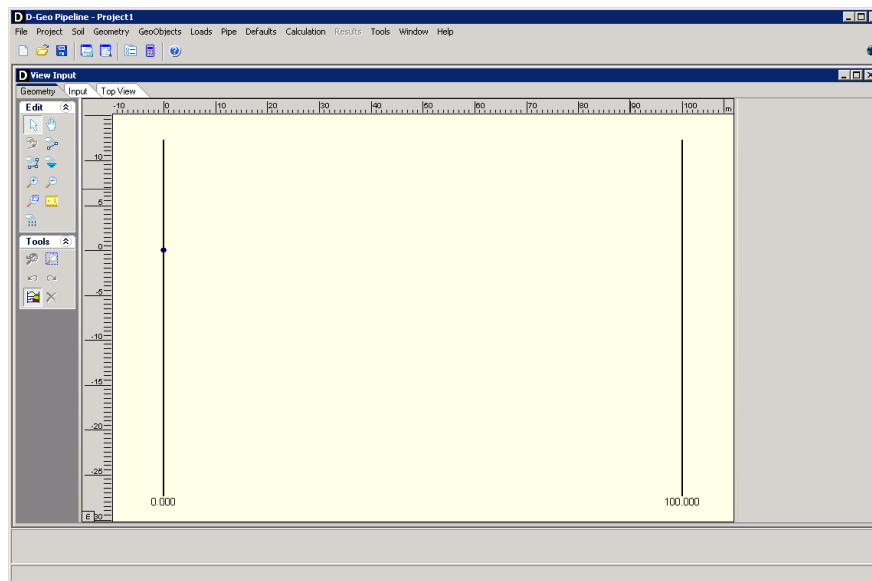 D-Geo Pipeline - Project1
File Project Soil Geometry GeoObjects Loads Pipe Defaults Calculation Results Tools Window Help
View Input
Geometry Input Top View
Edit
-10 0 10 20 30 40 50 60 70 80 90 100 m
10
5
0
-5
-10
-15
-20
-25
Tools
0.000 100.000
E 30